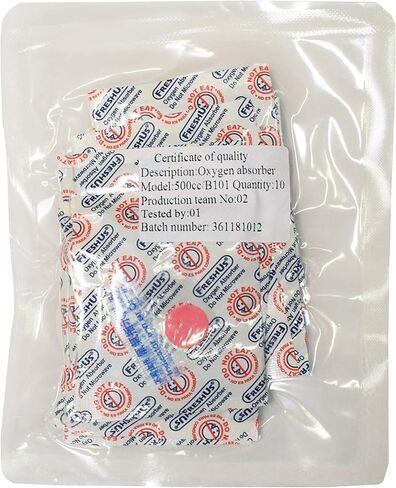 Certificate of quality
Description:Oxygen absorber
Model:500cc/B101 Quantity:10
Production team No:02
Tested by:01
Batch number: 361181012
FRESHUS
Oxygen Absorber
Do Not Microwave
DO NOT EAT